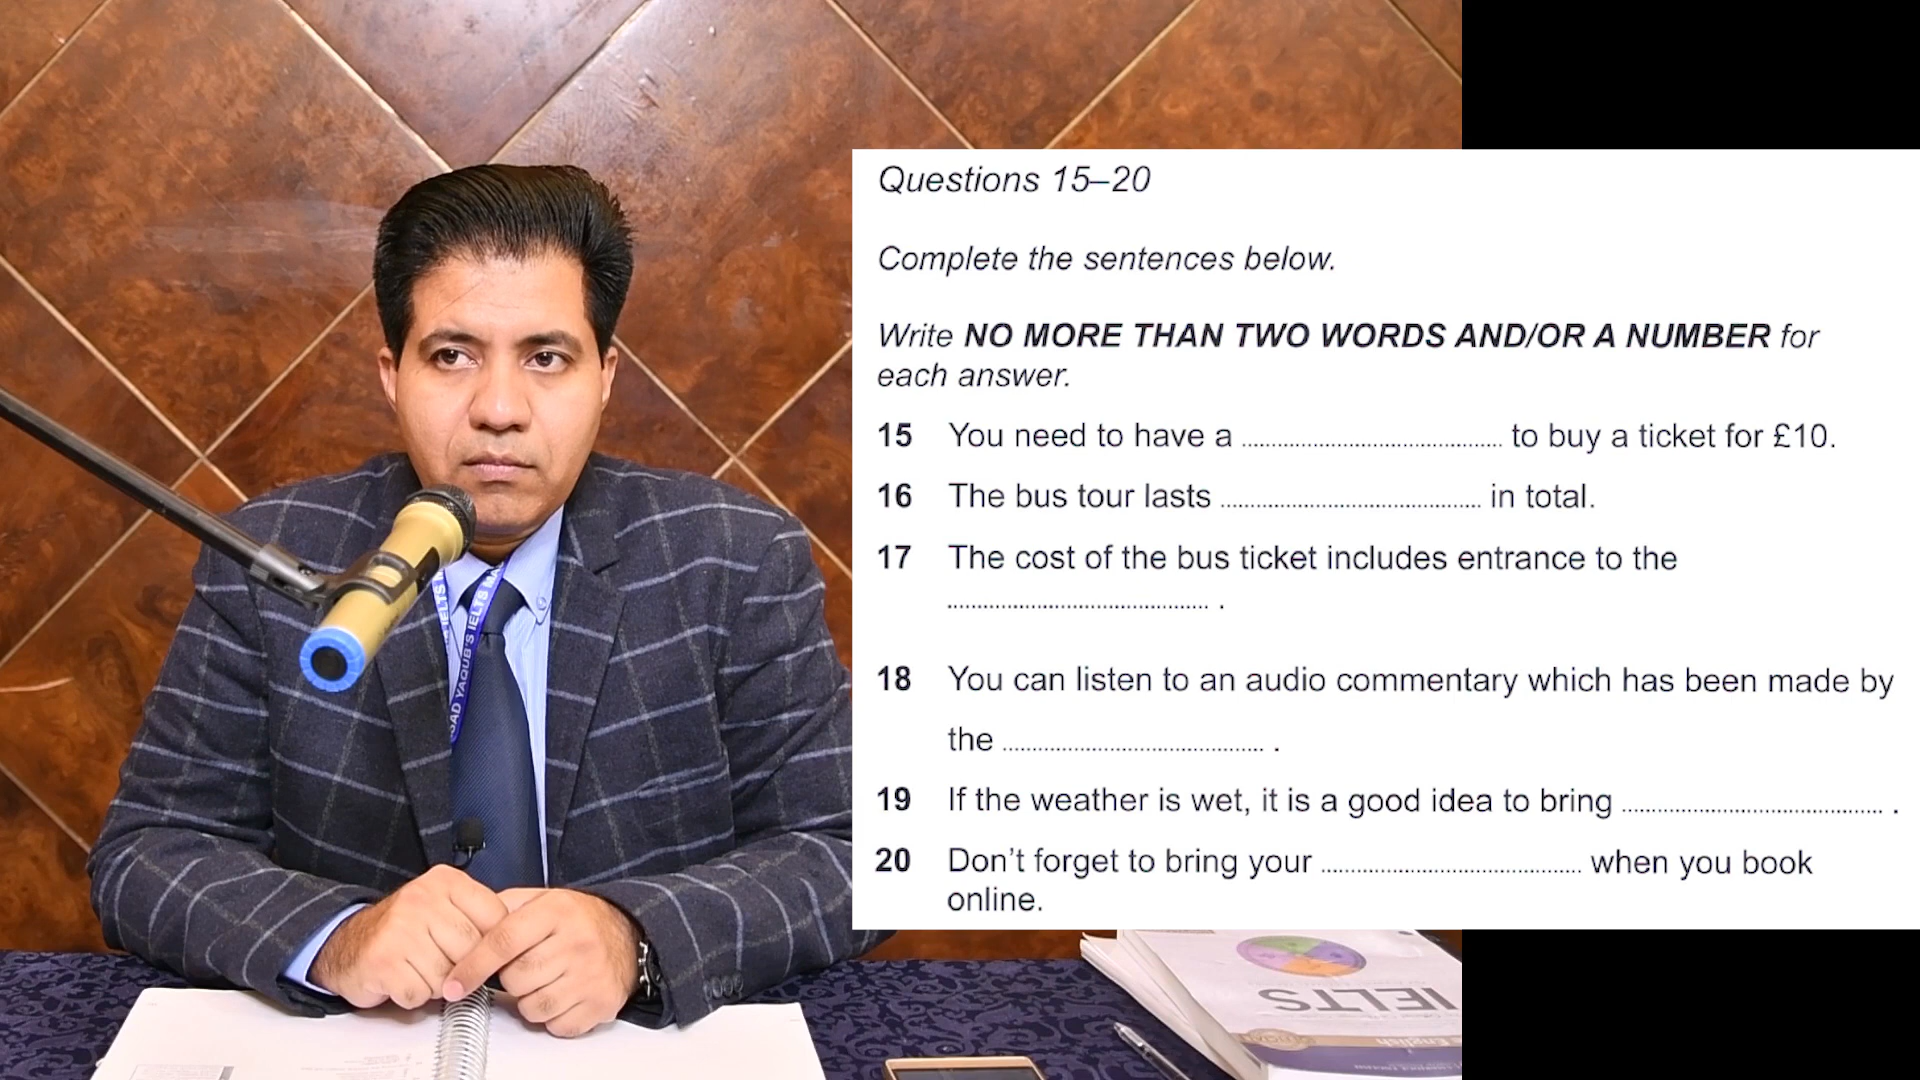 Questions 15–20
Complete the sentences below.
Write NO MORE THAN TWO WORDS AND/OR A NUMBER for
each answer.
15 You need to have a ........................................ to buy a ticket for £10.
16 The bus tour lasts ........................................ in total.
17 The cost of the bus ticket includes entrance to the
........................................ .
18 You can listen to an audio commentary which has been made by
the ........................................ .
19 If the weather is wet, it is a good idea to bring ........................................ .
20 Don't forget to bring your ........................................ when you book
online.
YAQUB'S IELTS
IELTS
English